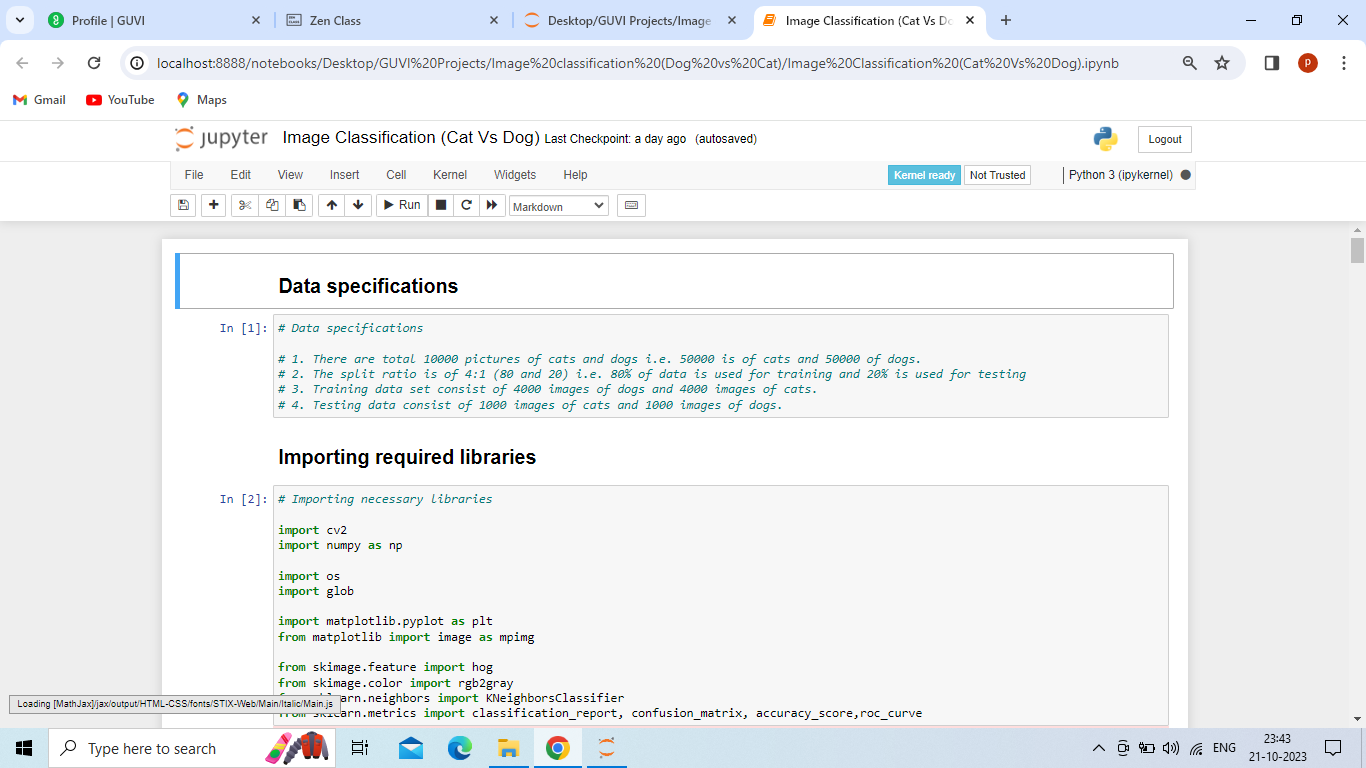 Profile | GUVI
Zen Class
Desktop/GUVI Projects/Image
Image Classification (Cat Vs Do
localhost:8888/notebooks/Desktop/GUVI%20Projects/Image%20classification%20(Dog%20vs%20Cat)/Image%20Classification%20(Cat%20Vs%20Dog).ipynb
P
Gmail
YouTube
Maps
jupyter Image Classification (Cat Vs Dog) Last Checkpoint: a day ago (autosaved)
Logout
File Edit View Insert Cell Kernel Widgets Help
Kernel ready Not Trusted Python 3 (ipykernel)
Run Markdown
Data specifications
In [1]: # Data specifications
# 1. There are total 10000 pictures of cats and dogs i.e. 50000 is of cats and 50000 of dogs.
# 2. The split ratio is of 4:1 (80 and 20) i.e. 80% of data is used for training and 20% is used for testing
# 3. Training data set consist of 4000 images of dogs and 4000 images of cats.
# 4. Testing data consist of 1000 images of cats and 1000 images of dogs.
Importing required libraries
In [2]: # Importing necessary libraries
import cv2
import numpy as np
import os
import glob
import matplotlib.pyplot as plt
from matplotlib import image as mpimg
from skimage.feature import hog
from skimage.color import rgb2gray
import KNeighborsClassifier
import classification_report, confusion_matrix, accuracy_score,roc_curve
Loading [MathJax]/jax/output/HTML-CSS/fonts/STIX-Web/Main/Italic/Main.js
Type here to search
ENG
23:43
21-10-2023